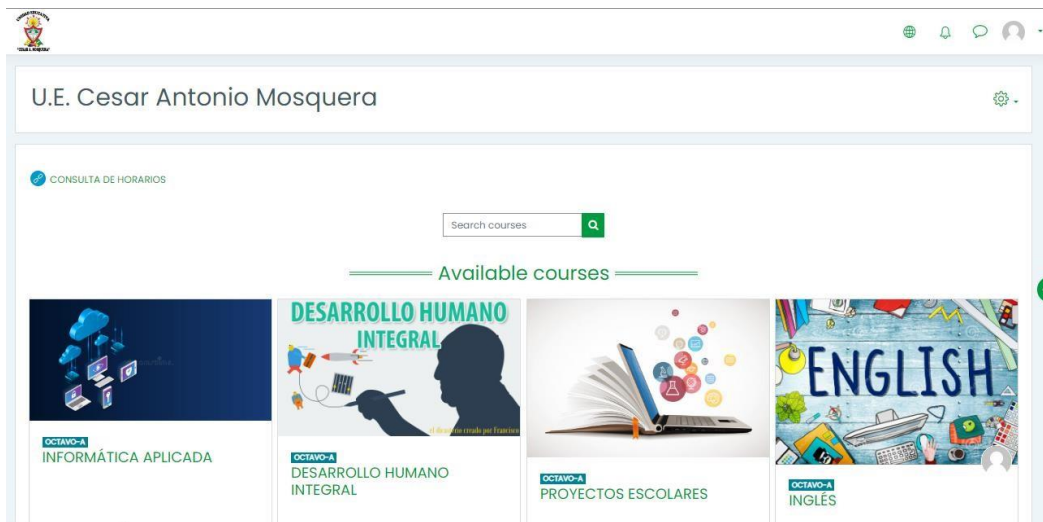 U.E. Cesar Antonio Mosquera
CONSULTA DE HORARIOS
Search courses
Available courses
DESARROLLO HUMANO
INTEGRAL
ENGLISH
OCTAVO-A
INFORMÁTICA APLICADA
OCTAVO-A
DESARROLLO HUMANO
INTEGRAL
OCTAVO-A
PROYECTOS ESCOLARES
OCTAVO-A
INGLÉS